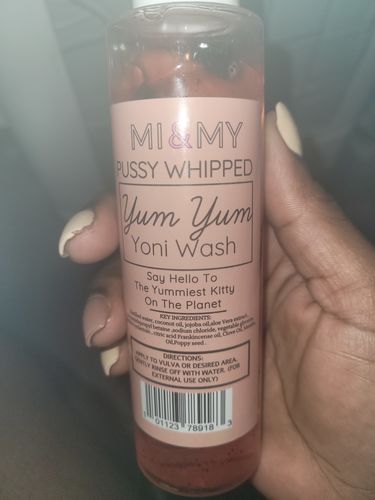 MI&MY
PUSSY WHIPPED
Yum Yum
Yoni Wash
Say Hello To
The Yummiest Kitty
On The Planet
KEY INGREDIENTS:
water, coconut oil, jojoba oil,aloe Vera extract,
betaine ,sodium chloride, vegetable
, citric acid Frankincense oil, Clove Oil,
Oil,Poppy seed .
DIRECTIONS:
APPLY TO VULVA OR DESIRED AREA.
GENTLY RINSE OFF WITH WATER. (FOR
EXTERNAL USE ONLY)
01123 78918 3